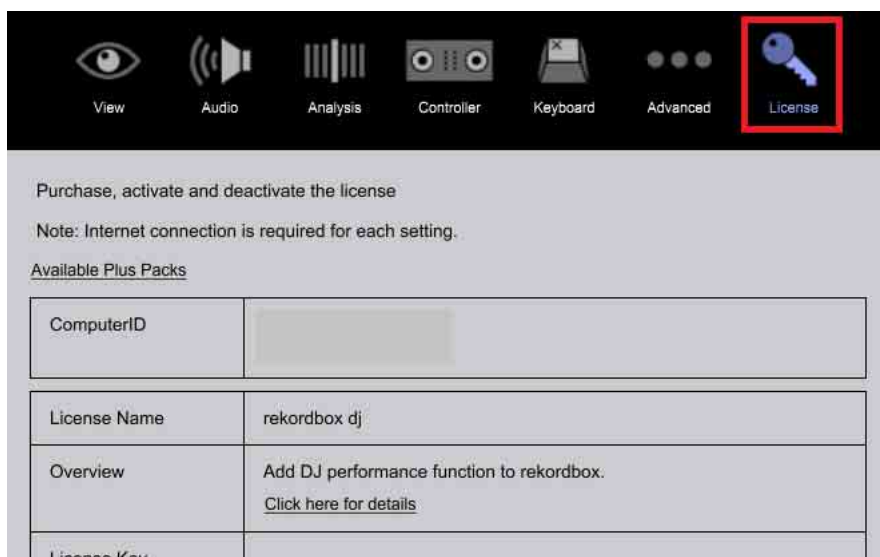 View Audio Analysis Controller Keyboard Advanced License
Purchase, activate and deactivate the license
Note: Internet connection is required for each setting.
Available Plus Packs
ComputerID
License Name rekordbox dj
Overview Add DJ performance function to rekordbox.
Click here for details
License Key